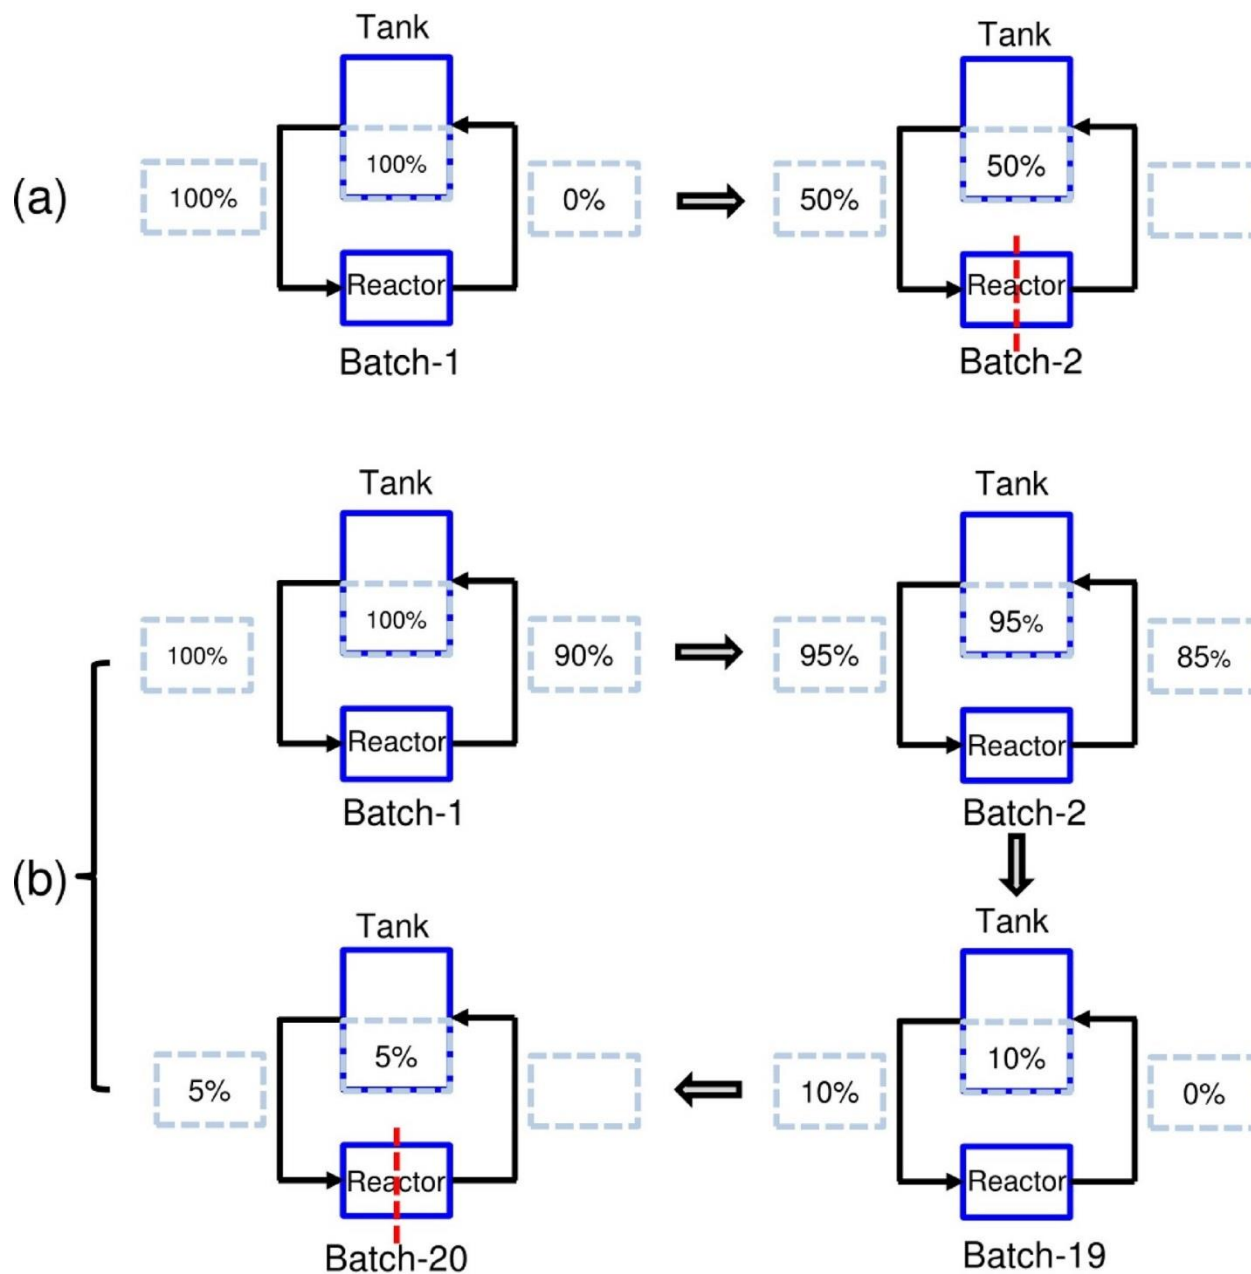 Tank
Tank
100%
50%
(a)
100%
0%
50%
Reactor
Reactor
Batch-1
Batch-2
Tank
Tank
100%
95%
100%
90%
95%
85%
Reactor
Reactor
Batch-1
Batch-2
(b)
Tank
Tank
5%
10%
5%
10%
0%
Reactor
Reactor
Batch-20
Batch-19